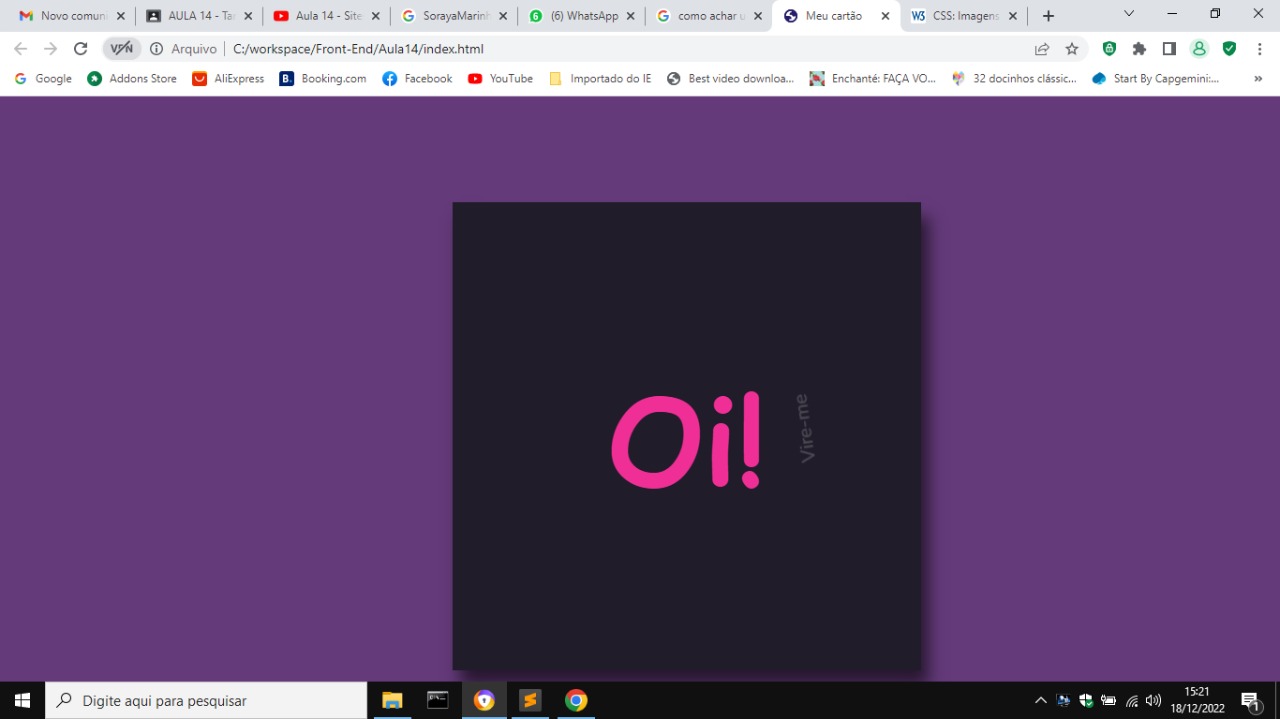 Novo comun
AULA 14 - Tar
Aula 14 - Site
SorayaMarinh
(6) WhatsApp
como achar u
Meu cartão
CSS: Imagens
VPN
Arquivo
C:/workspace/Front-End/Aula14/index.html
Google
Addons Store
AliExpress
Booking.com
Facebook
YouTube
Importado do IE
Best video downloa...
Enchanté: FAÇA VO...
32 docinhos clássic...
Start By Capgemini:...
Oi!
Vire-me
Digite aqui para pesquisar
15:21
18/12/2022
1